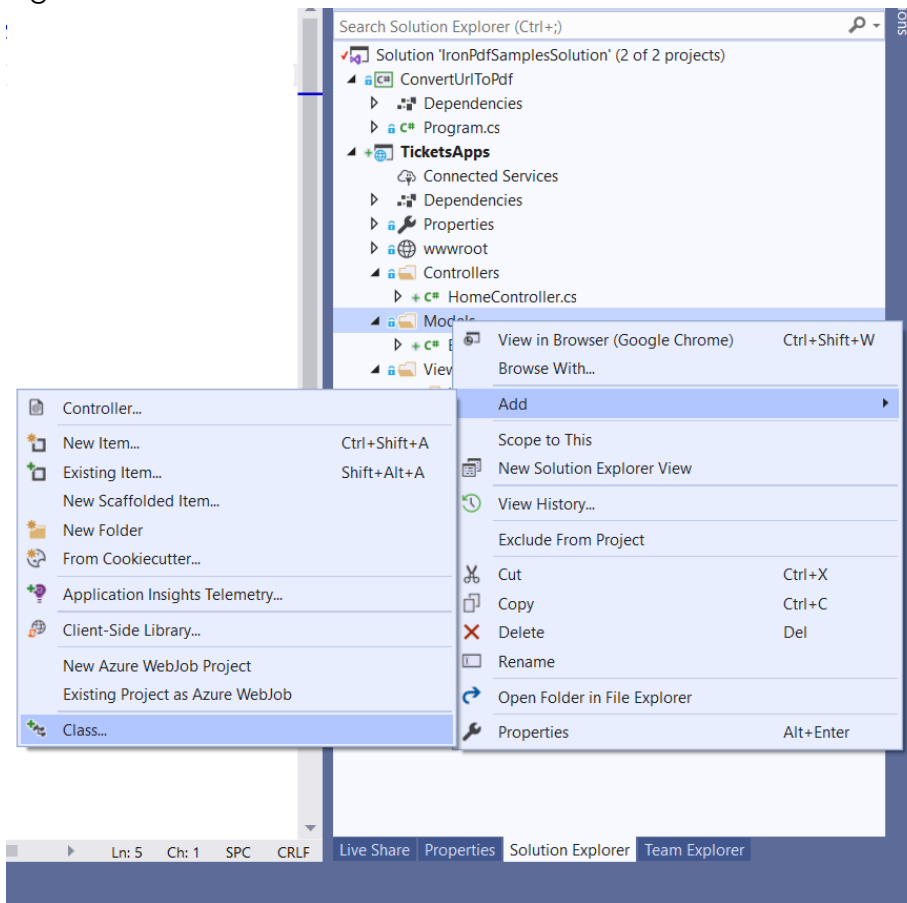 Search Solution Explorer (Ctrl+;)
Solution 'IronPdfSamplesSolution' (2 of 2 projects)
C# ConvertUrlToPdf
Dependencies
C# Program.cs
TicketsApps
Connected Services
Dependencies
Properties
wwwroot
Controllers
C# HomeController.cs
Models
C#
View
View in Browser (Google Chrome) Ctrl+Shift+W
Browse With...
Add
Scope to This
New Solution Explorer View
View History...
Exclude From Project
Cut Ctrl+X
Copy Ctrl+C
Delete Del
Rename
Open Folder in File Explorer
Properties Alt+Enter
Controller...
New Item... Ctrl+Shift+A
Existing Item... Shift+Alt+A
New Scaffolded Item...
New Folder
From Cookiecutter...
Application Insights Telemetry...
Client-Side Library...
New Azure WebJob Project
Existing Project as Azure WebJob
Class...
Ln: 5 Ch: 1 SPC CRLF
Live Share Properties Solution Explorer Team Explorer